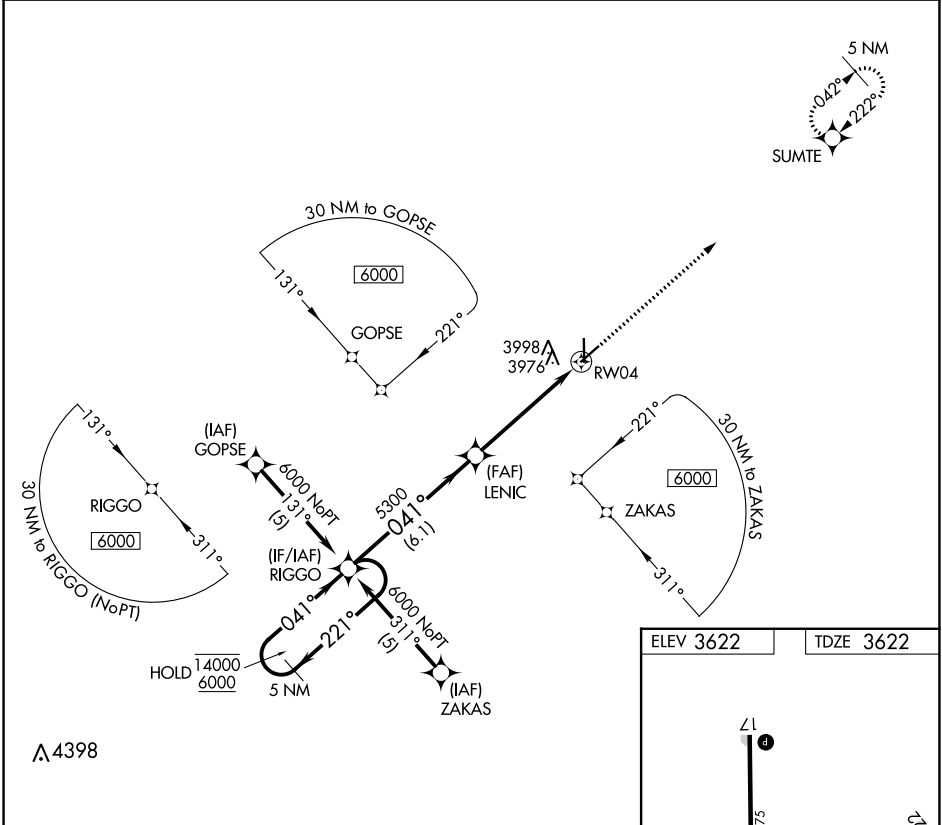 5 NM
042°
222°
SUMTE
30 NM to GOPSE
6000
131°
221°
GOPSE
3998
3976
RW04
131°
RIGGO
6000
311°
30 NM to RIGGO (NoPT)
(IAF)
GOPSE
6000 NoPT
131°
(5)
(FAF)
LENIC
5300
041°
(6.1)
221°
30 NM to ZAKAS
6000
ZAKAS
311°
(IF/IAF)
RIGGO
041°
221°
6000 NoPT
311°
(5)
HOLD
14000
6000
5 NM
(IAF)
ZAKAS
4398
ELEV 3622
TDZE 3622
17
P
75
22